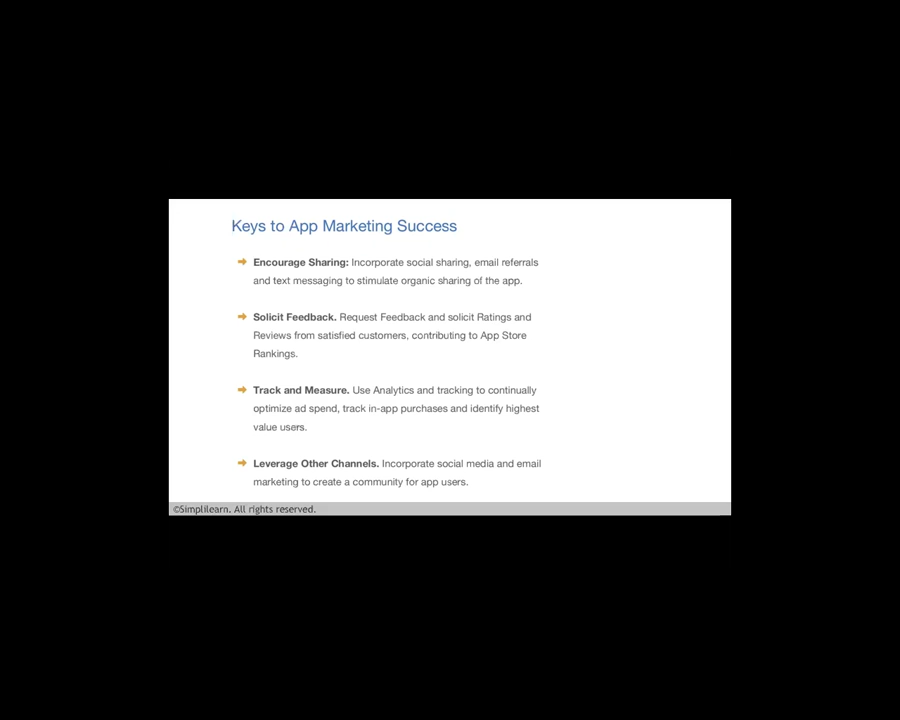 Keys to App Marketing Success
Encourage Sharing: Incorporate social sharing, email referrals
and text messaging to stimulate organic sharing of the app.
Solicit Feedback. Request Feedback and solicit Ratings and
Reviews from satisfied customers, contributing to App Store
Rankings.
Track and Measure. Use Analytics and tracking to continually
optimize ad spend, track in-app purchases and identify highest
value users.
Leverage Other Channels. Incorporate social media and email
marketing to create a community for app users.
©Simplilearn. All rights reserved.